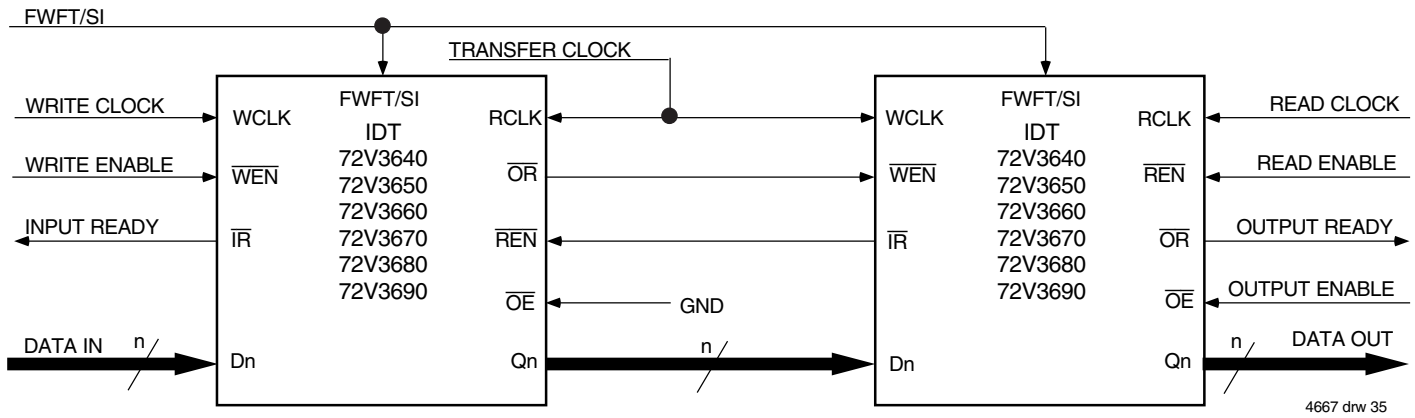 FWFT/SI
TRANSFER CLOCK
FWFT/SI
FWFT/SI
WRITE CLOCK
WCLK
RCLK
WCLK
RCLK
READ CLOCK
IDT
IDT
72V3640
72V3640
WRITE ENABLE
WEN
OR
WEN
REN
READ ENABLE
72V3650
72V3650
72V3660
72V3660
INPUT READY
IR
REN
IR
OR
OUTPUT READY
72V3670
72V3670
72V3680
72V3680
72V3690
72V3690
OE
GND
OE
OUTPUT ENABLE
DATA IN
n
Dn
Qn
n
Dn
Qn
n
DATA OUT
4667 drw 35